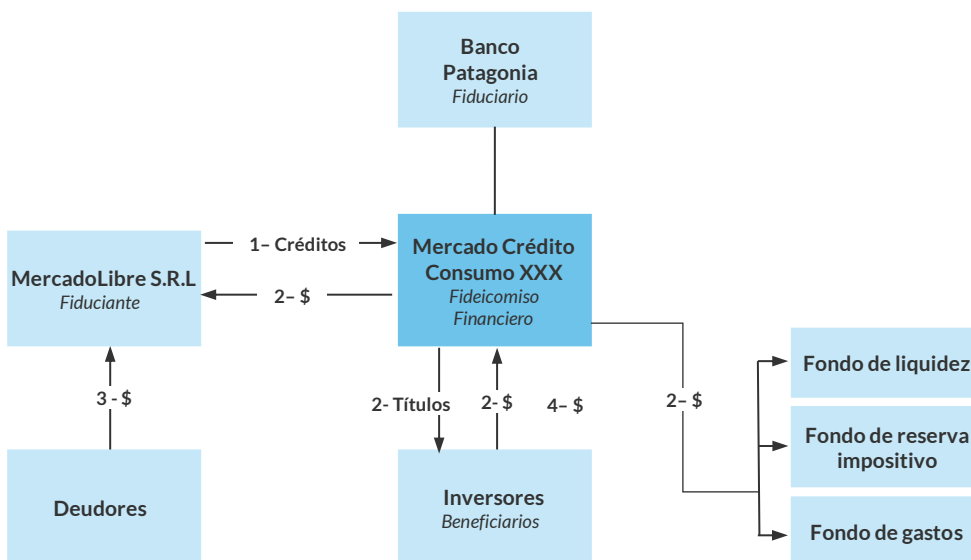 Banco
Patagonia
Fiduciario
1– Créditos
MercadoLibre S.R.L
Fiduciante
2– $
Mercado Crédito
Consumo XXX
Fideicomiso
Financiero
3 - $
2- Títulos
2- $
4– $
2– $
Fondo de liquidez
Fondo de reserva
impositivo
Fondo de gastos
Deudores
Inversores
Beneficiarios